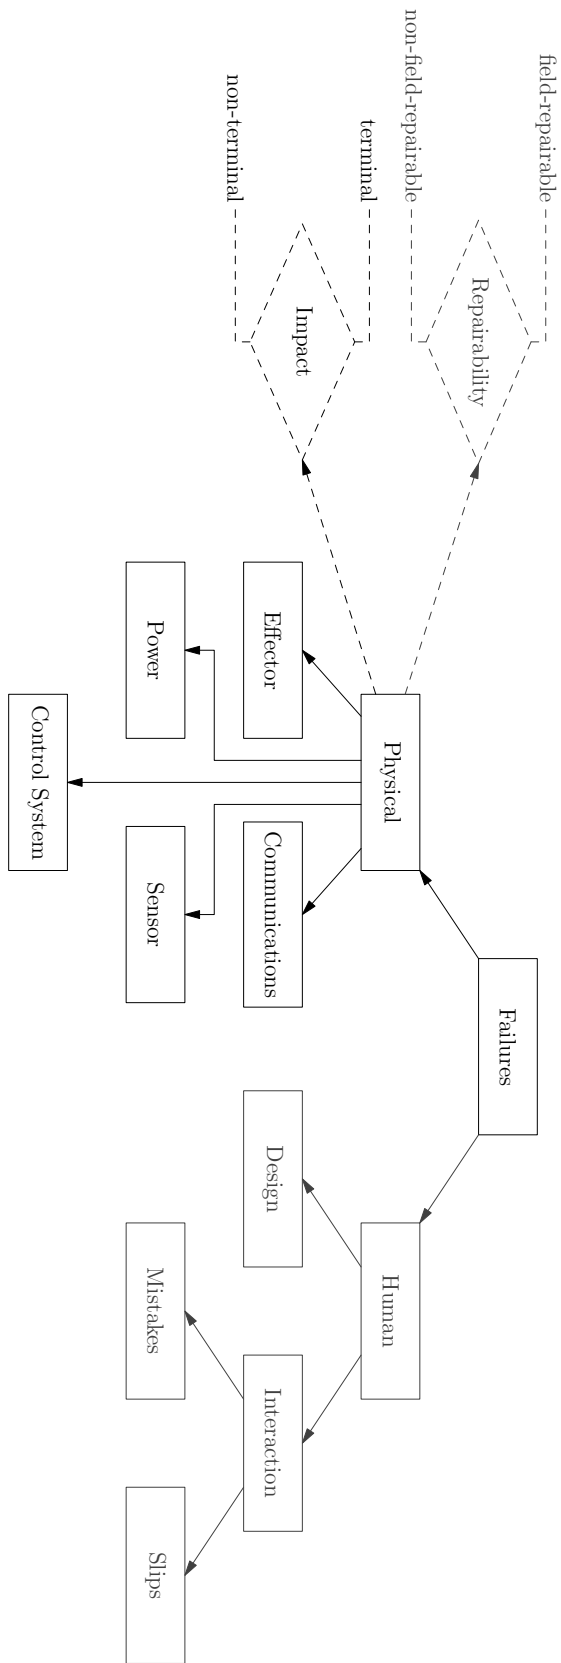 Failures
Physical
Human
Effector
Communications
Design
Interaction
Power
Sensor
Mistakes
Slips
Control System
Repairability
field-repairable
non-field-repairable
Impact
terminal
non-terminal